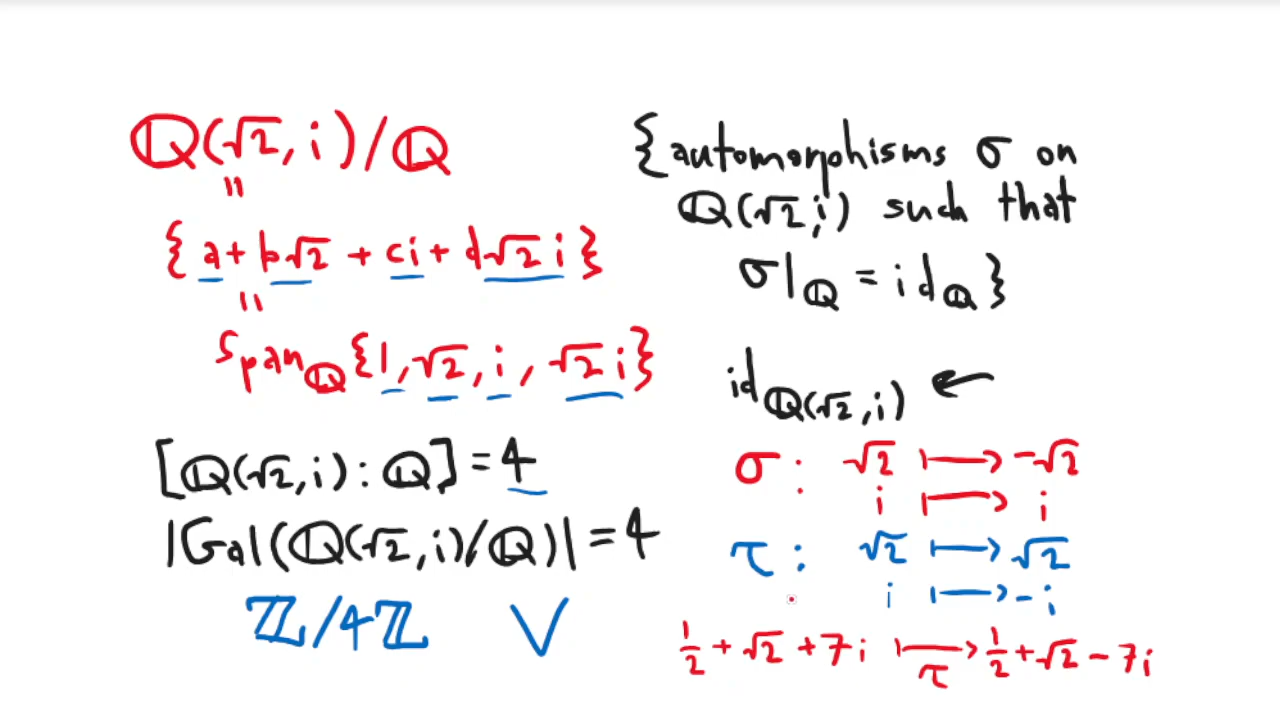 ℚ(√2, i)/ℚ
"
{a + b√2 + ci + d√2 i}
"
Span_ℚ{1, √2, i, √2 i}
[ℚ(√2, i) : ℚ] = 4
|Gal(ℚ(√2, i)/ℚ)| = 4
ℤ/4ℤ V
{automorphisms σ on
ℚ(√2, i) such that
σ|_ℚ = id_ℚ}
id_ℚ(√2, i) ←
σ : √2 ↦ -√2
i ↦ i
τ : √2 ↦ √2
i ↦ -i
1/2 + √2 + 7i ↦_τ 1/2 + √2 - 7i